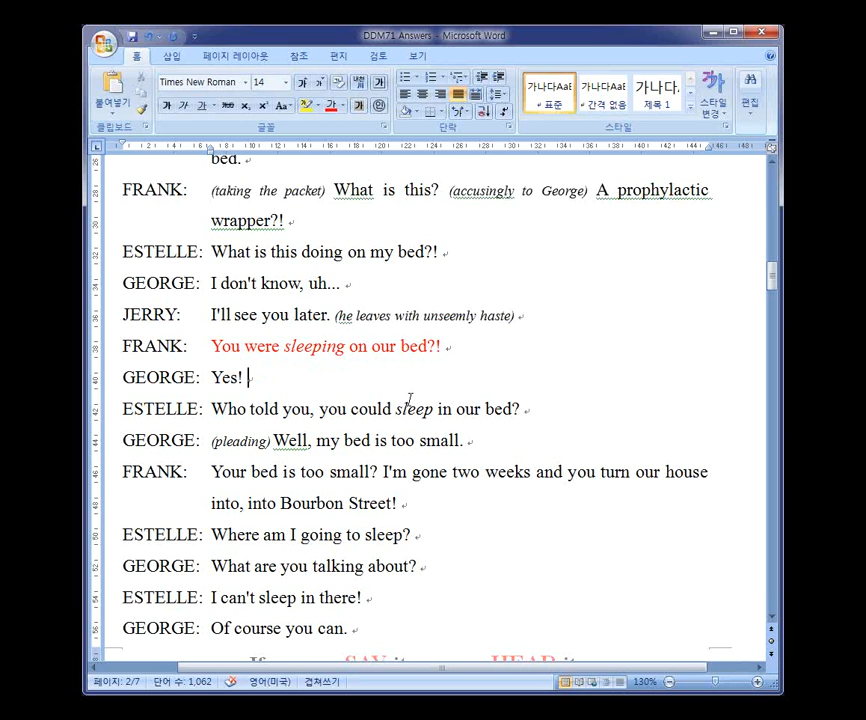 DDM71 Answers - Microsoft Word
홈 삽입 페이지 레이아웃 참조 편지 검토 보기
붙여넣기 Times New Roman 14 가나다AaB 가나다AaB 가나다.
표준 간격 없음 제목 1 스타일 변경 편집
클립보드 글꼴 단락 스타일
bed.
FRANK: (taking the packet) What is this? (accusingly to George) A prophylactic
wrapper?!
ESTELLE: What is this doing on my bed?!
GEORGE: I don't know, uh...
JERRY: I'll see you later. (he leaves with unseemly haste)
FRANK: You were sleeping on our bed?!
GEORGE: Yes!
ESTELLE: Who told you, you could sleep in our bed?
GEORGE: (pleading) Well, my bed is too small.
FRANK: Your bed is too small? I'm gone two weeks and you turn our house
into, into Bourbon Street!
ESTELLE: Where am I going to sleep?
GEORGE: What are you talking about?
ESTELLE: I can't sleep in there!
GEORGE: Of course you can.
페이지: 2/7 단어 수: 1,062 영어(미국) 겹쳐쓰기 130%